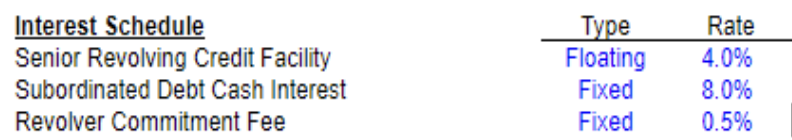 Interest Schedule Type Rate
Senior Revolving Credit Facility Floating 4.0%
Subordinated Debt Cash Interest Fixed 8.0%
Revolver Commitment Fee Fixed 0.5%